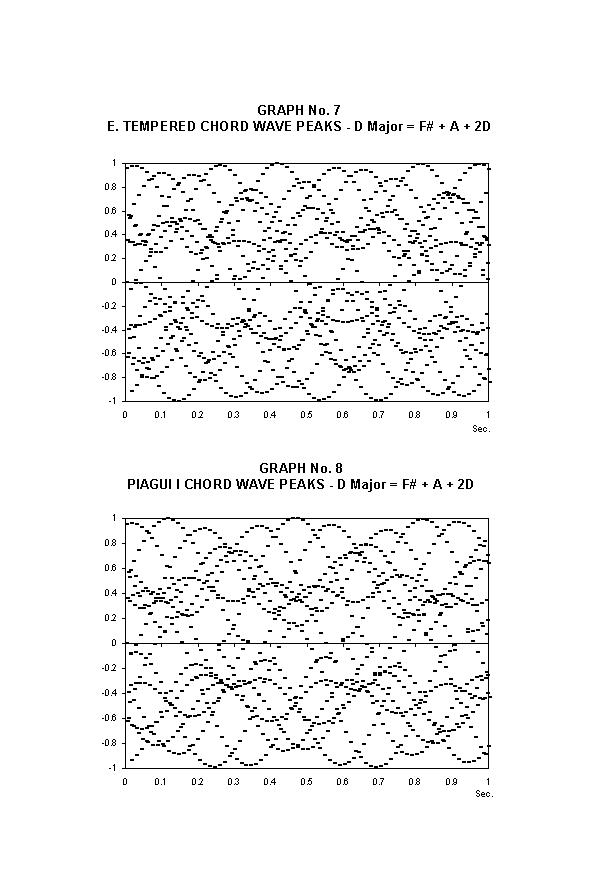 GRAPH No. 7
E. TEMPERED CHORD WAVE PEAKS - D Major = F# + A + 2D
1
0.8
0.6
0.4
0.2
0
-0.2
-0.4
-0.6
-0.8
-1
0 0.1 0.2 0.3 0.4 0.5 0.6 0.7 0.8 0.9 1
Sec.
GRAPH No. 8
PIAGUI I CHORD WAVE PEAKS - D Major = F# + A + 2D
1
0.8
0.6
0.4
0.2
0
-0.2
-0.4
-0.6
-0.8
-1
0 0.1 0.2 0.3 0.4 0.5 0.6 0.7 0.8 0.9 1
Sec.